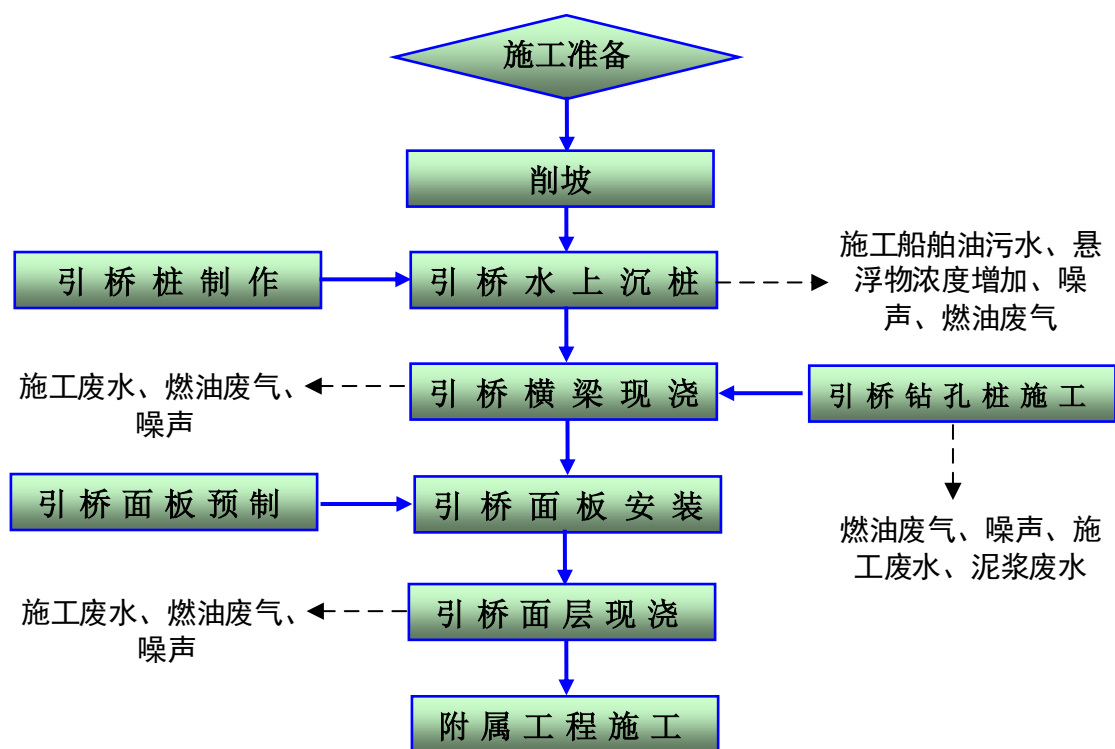 施工准备
削坡
引桥桩制作
引桥水上沉桩
施工船舶油污水、悬
浮物浓度增加、噪
声、燃油废气
施工废水、燃油废气、
噪声
引桥横梁现浇
引桥钻孔桩施工
引桥面板预制
引桥面板安装
燃油废气、噪声、施
工废水、泥浆废水
施工废水、燃油废气、
噪声
引桥面层现浇
附属工程施工